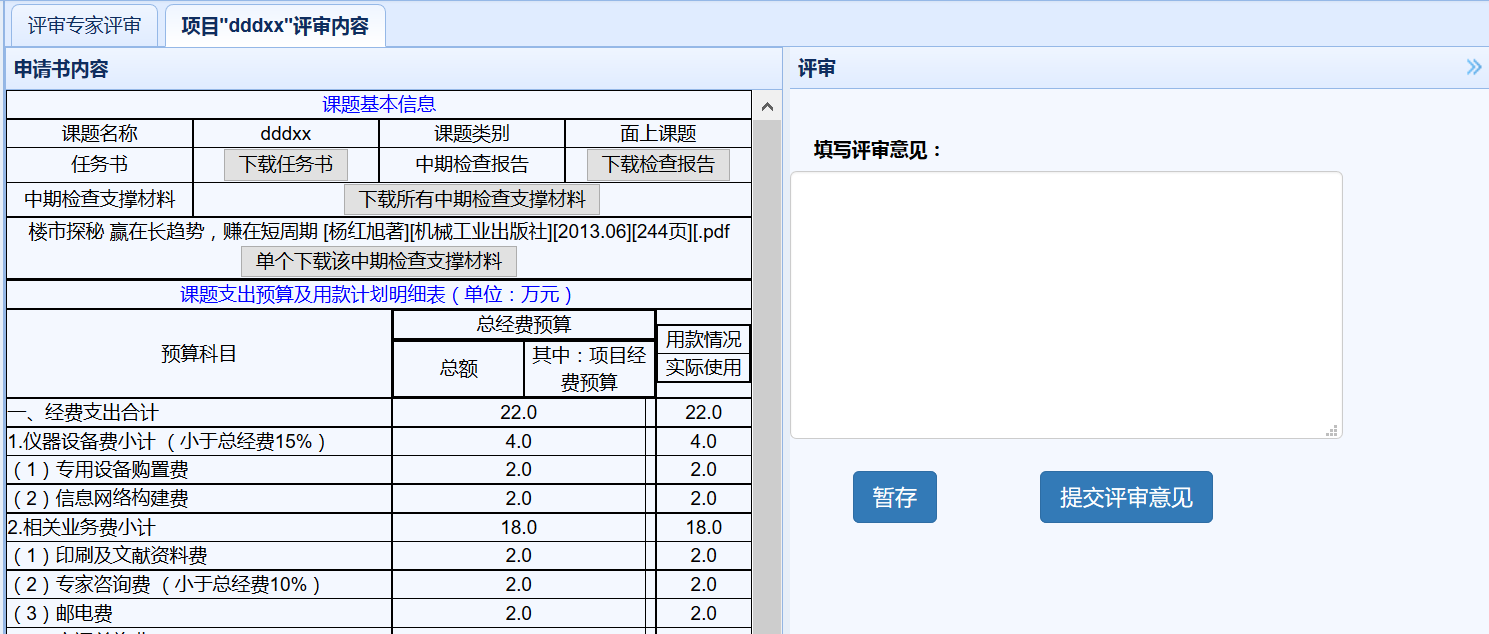 评审专家评审
项目"dddxx"评审内容
申请书内容
课题基本信息
课题名称 dddxx 课题类别 面上课题
任务书 下载任务书 中期检查报告 下载检查报告
中期检查支撑材料 下载所有中期检查支撑材料
楼市探秘 赢在长趋势，赚在短周期 [杨红旭著][机械工业出版社][2013.06][244页][.pdf
单个下载该中期检查支撑材料
课题支出预算及用款计划明细表（单位：万元）
预算科目
总经费预算
总额
其中：项目经
费预算
用款情况
实际使用
一、经费支出合计 22.0 22.0
1.仪器设备费小计 （小于总经费15%） 4.0 4.0
（1）专用设备购置费 2.0 2.0
（2）信息网络构建费 2.0 2.0
2.相关业务费小计 18.0 18.0
（1）印刷及文献资料费 2.0 2.0
（2）专家咨询费 （小于总经费10%） 2.0 2.0
（3）邮电费 2.0 2.0
评审
填写评审意见：
暂存
提交评审意见